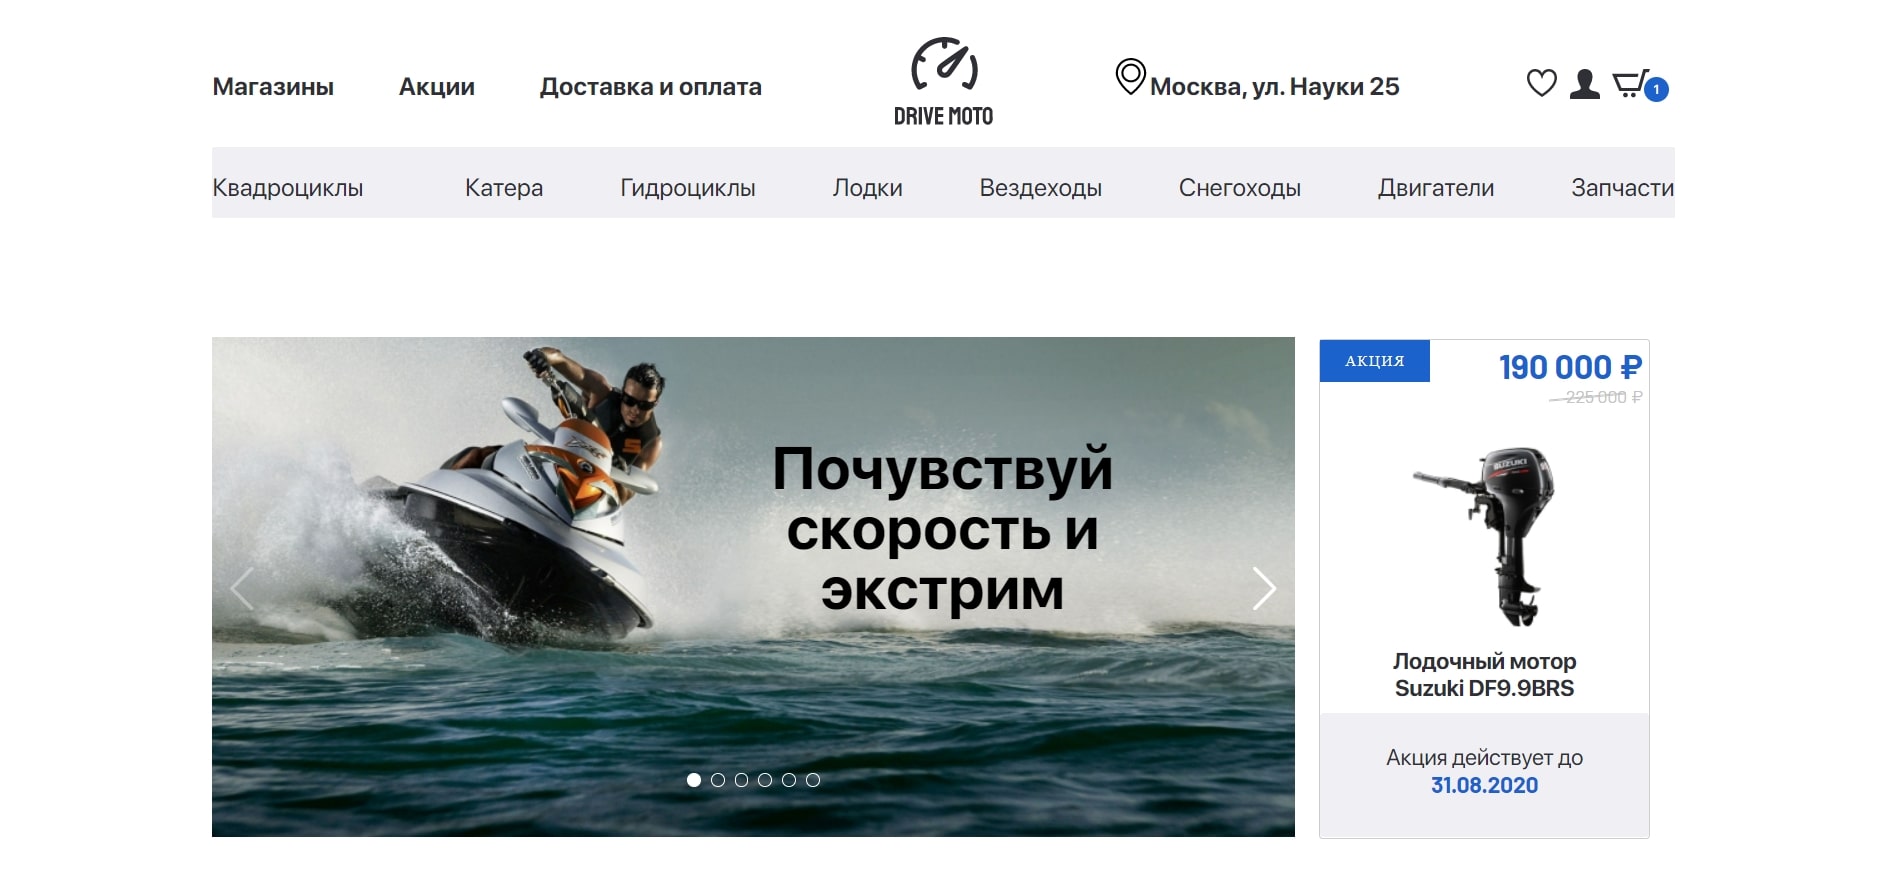 Магазины
Акции
Доставка и оплата
DRIVE MOTO
Москва, ул. Науки 25
1
Квадроциклы
Катера
Гидроциклы
Лодки
Вездеходы
Снегоходы
Двигатели
Запчасти
Почувствуй
скорость и
экстрим
АКЦИЯ
190 000 ₽
225 000 ₽
SUZUKI
Лодочный мотор
Suzuki DF9.9BRS
Акция действует до
31.08.2020